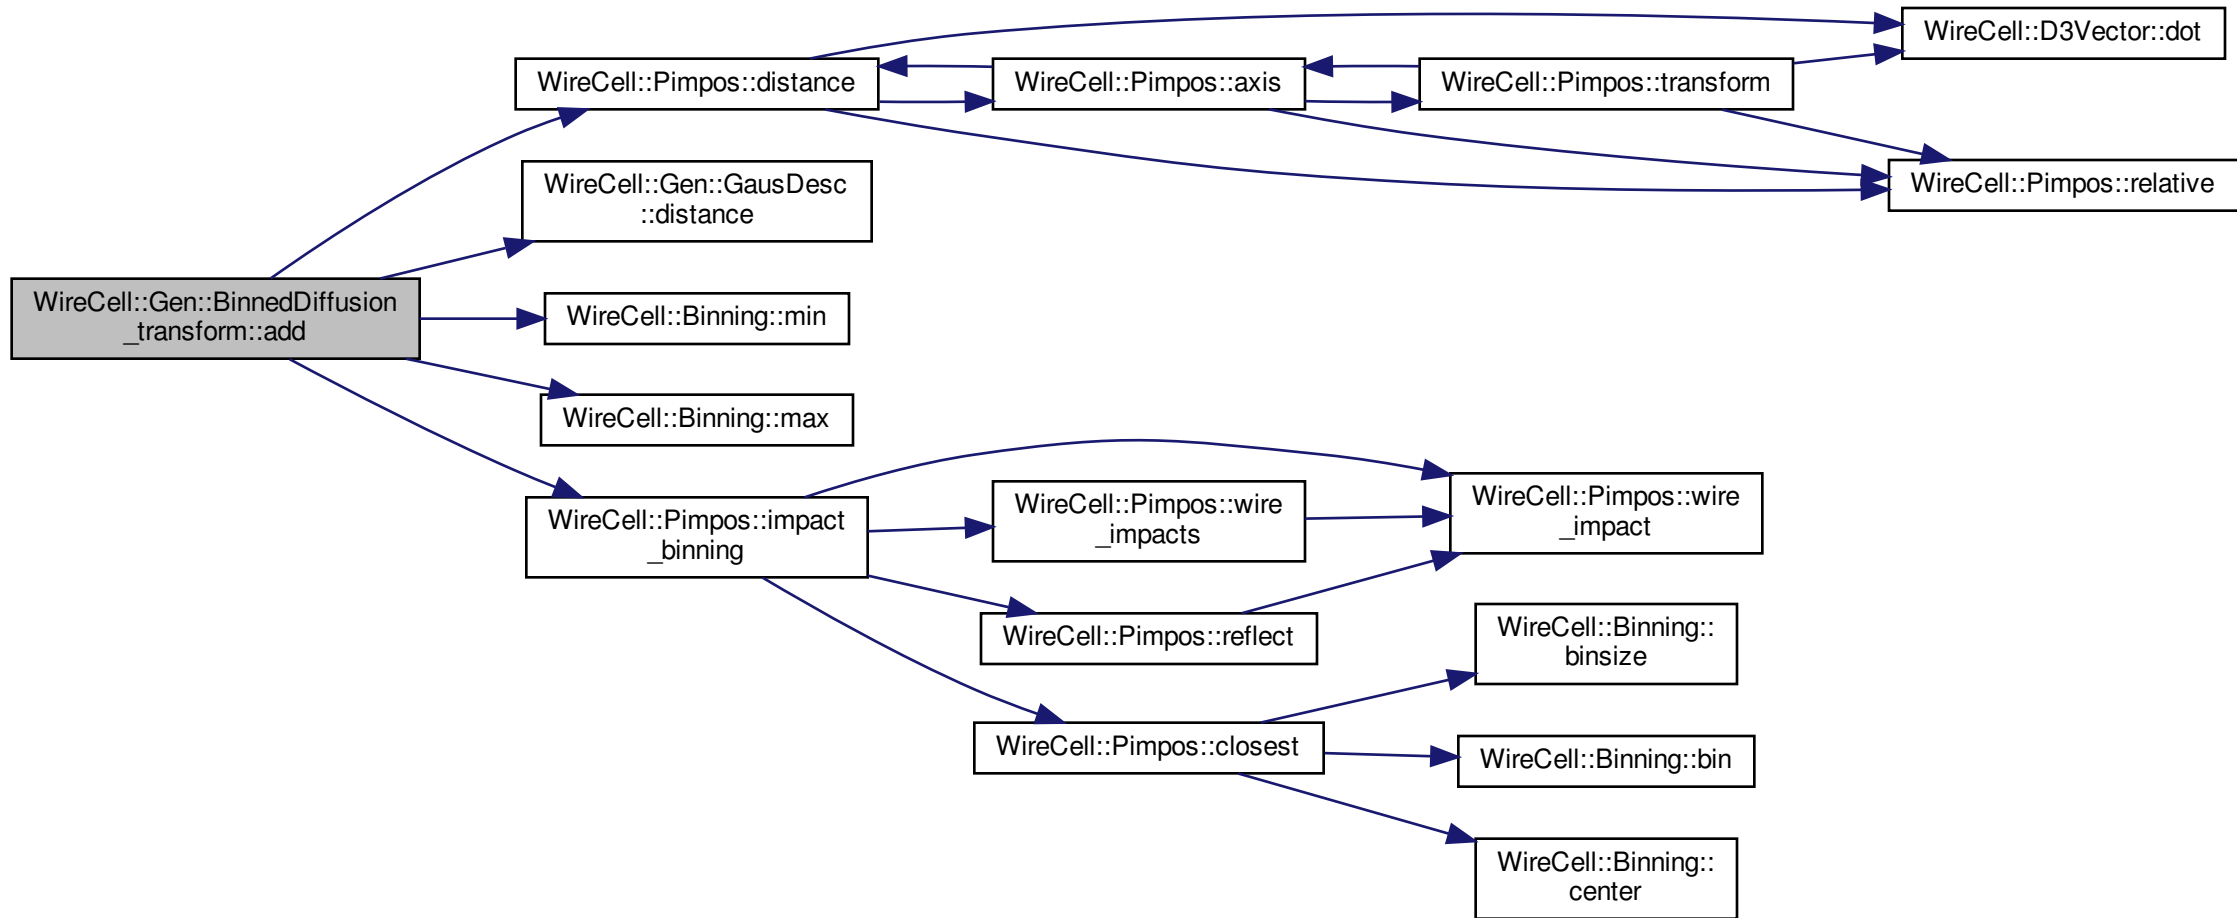 WireCell::D3Vector::dot
WireCell::Pimpos::distance
WireCell::Pimpos::axis
WireCell::Pimpos::transform
WireCell::Gen::GausDesc
::distance
WireCell::Pimpos::relative
WireCell::Gen::BinnedDiffusion
_transform::add
WireCell::Binning::min
WireCell::Binning::max
WireCell::Pimpos::impact
_binning
WireCell::Pimpos::wire
_impacts
WireCell::Pimpos::wire
_impact
WireCell::Pimpos::reflect
WireCell::Binning::
binsize
WireCell::Pimpos::closest
WireCell::Binning::bin
WireCell::Binning::
center